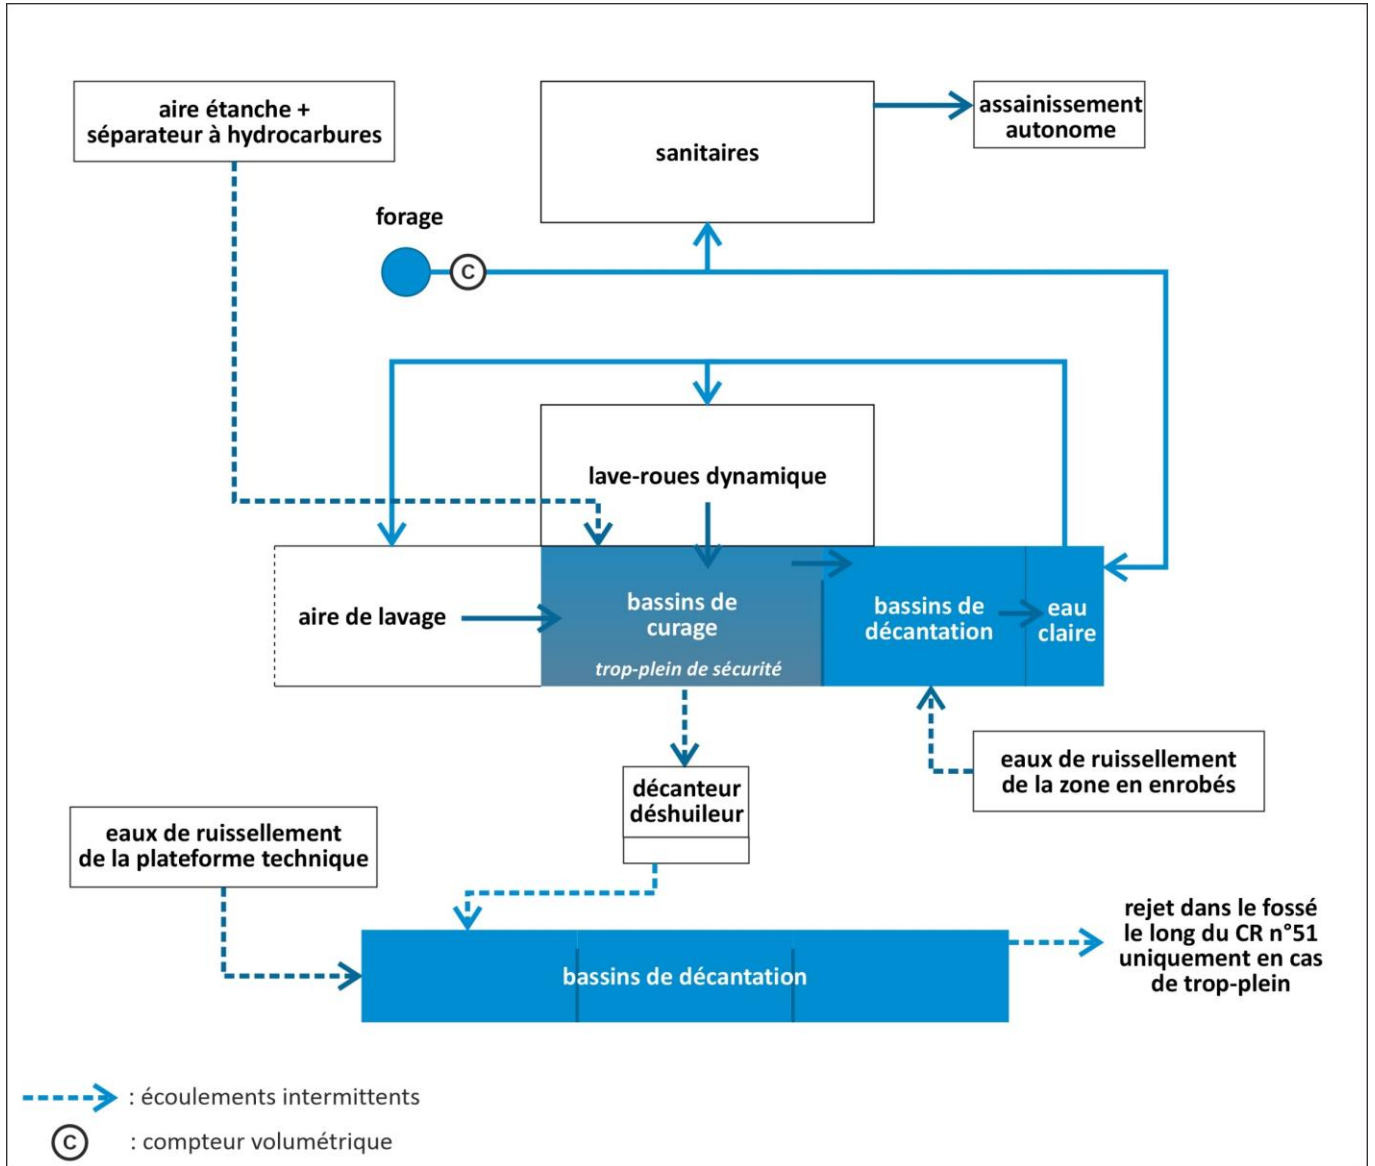 aire étanche +
séparateur à hydrocarbures
sanitaires
assainissement
autonome
forage
C
lave-roues dynamique
aire de lavage
bassins de
curage
trop-plein de sécurité
bassins de
décantation
eau
claire
décanteur
déshuileur
eaux de ruissellement
de la zone en enrobés
eaux de ruissellement
de la plateforme technique
bassins de décantation
rejet dans le fossé
le long du CR n°51
uniquement en cas
de trop-plein
: écoulements intermittents
C : compteur volumétrique